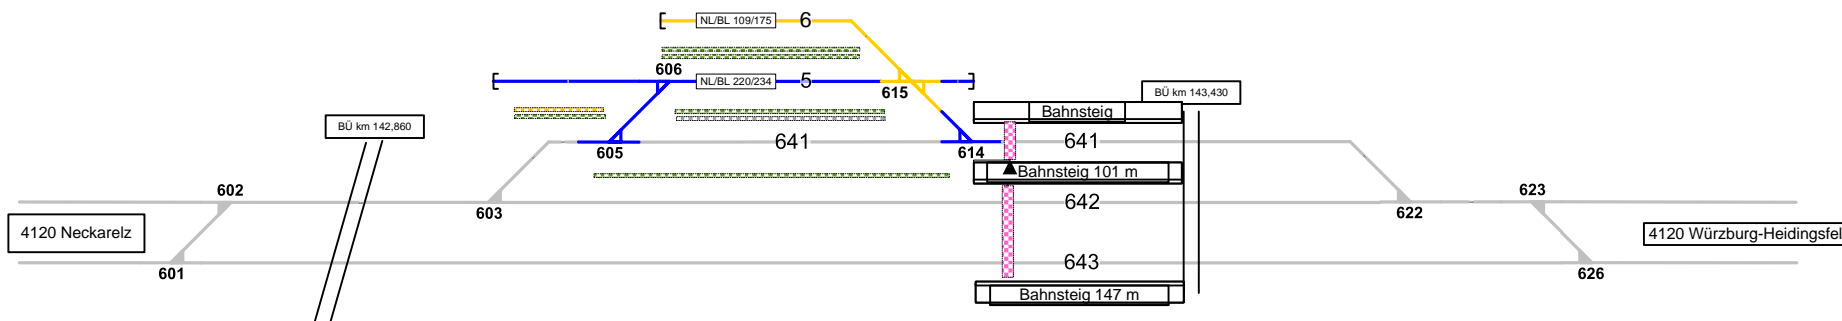 NL/BL 109/175 6
606
NL/BL 220/234 5
615
BÜ km 143,430
Bahnsteig
BÜ km 142,860
605
641
614
641
Bahnsteig 101 m
602
603
642
622
623
4120 Neckarelz
4120 Würzburg-Heidingsfel
601
643
626
Bahnsteig 147 m